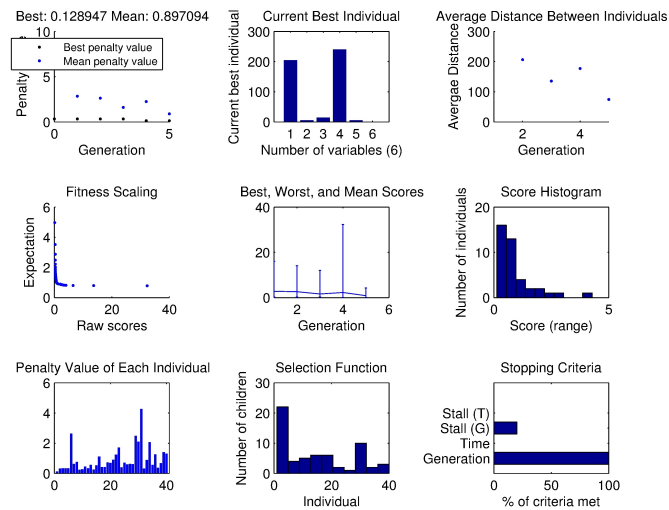 Best: 0.128947 Mean: 0.897094
Current Best Individual
Average Distance Between Individuals
10
5
0
Penalty
Best penalty value
Mean penalty value
0
5
Generation
300
200
100
0
Current best individual
1 2 3 4 5 6
Number of variables (6)
300
200
100
0
Avergae Distance
2 4 6
Generation
Fitness Scaling
Best, Worst, and Mean Scores
Score Histogram
6
4
2
0
Expectation
0 20 40
Raw scores
40
20
0
2 4 6
Generation
20
10
0
Number of individuals
0 5
Score (range)
Penalty Value of Each Individual
Selection Function
Stopping Criteria
6
4
2
0
0 20 40
30
20
10
0
Number of children
0 20 40
Individual
Stall (T)
Stall (G)
Time
Generation
0 50 100
% of criteria met